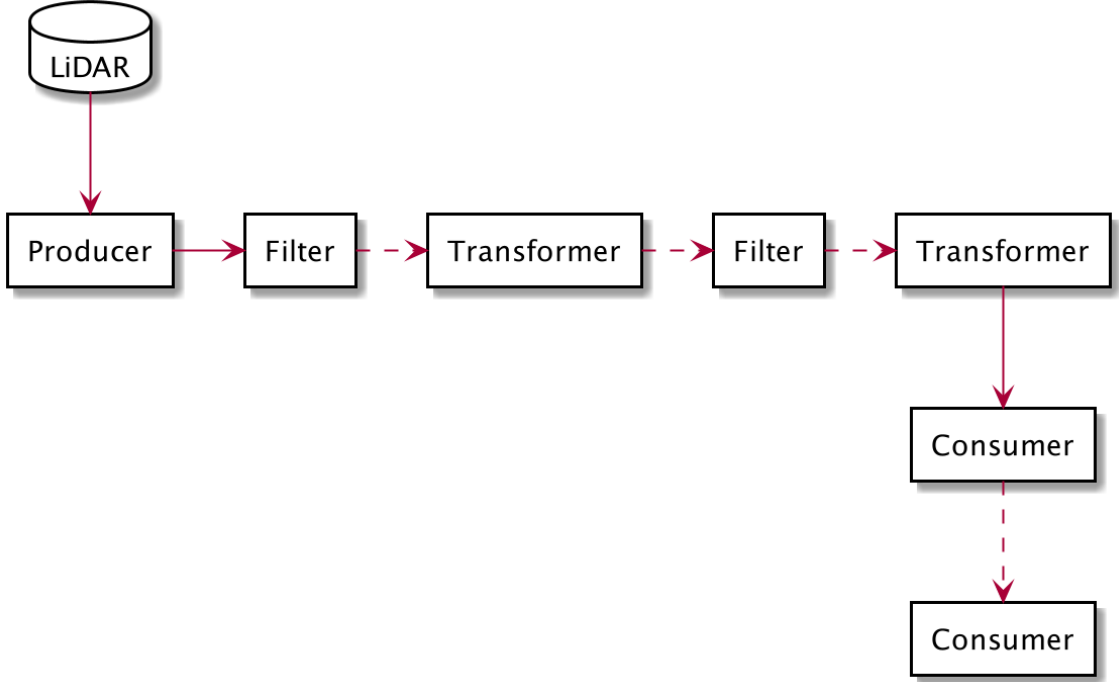 LiDAR
Producer
Filter
Transformer
Filter
Transformer
Consumer
Consumer